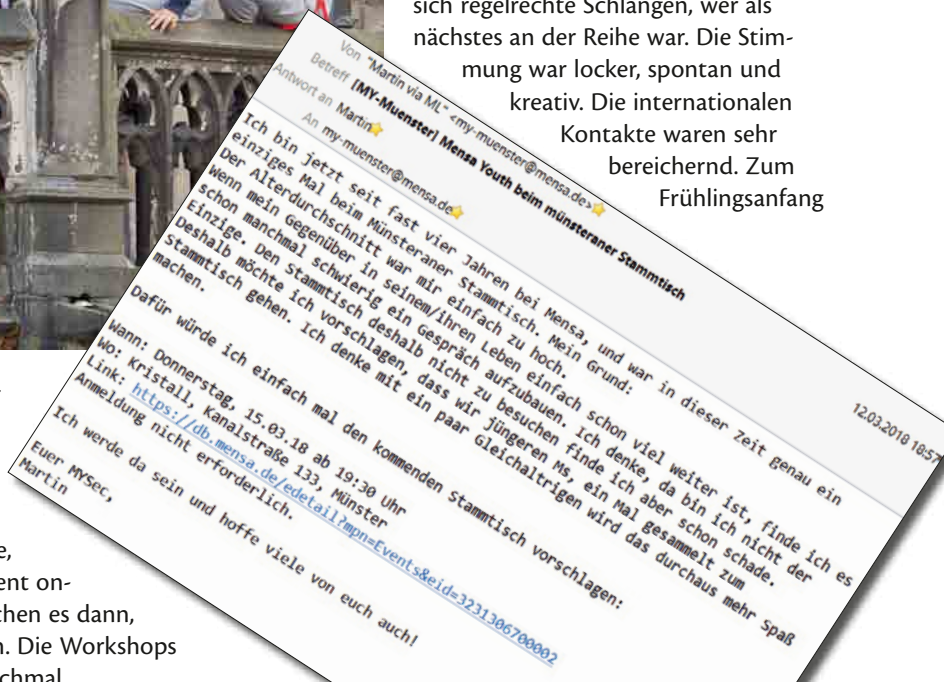 sich regelrechte Schlangen, wer als
nächstes an der Reihe war. Die Stim-
mung war locker, spontan und
kreativ. Die internationalen
Kontakte waren sehr
bereichernd. Zum
Frühlingsanfang
Von "Martin via ML" <my-muenster@mensa.de>
Betreff [MY-Muenster] Mensa Youth beim münsteraner Stammtisch
Antwort an Martin
An my-muenster@mensa.de
12.03.2018 18:57
Ich bin jetzt seit fast vier Jahren bei Mensa, und war in dieser Zeit genau ein
einziges Mal beim Münsteraner Stammtisch. Mein Grund:
Der Alterdurchschnitt war mir einfach zu hoch.
Wenn mein Gegenüber in seinem/ihren Leben einfach schon viel weiter ist, finde ich es
schon manchmal schwierig ein Gespräch aufzubauen. Ich denke, da bin ich nicht der
Einzige. Den Stammtisch deshalb nicht zu besuchen finde ich aber schon schade.
Deshalb möchte ich vorschlagen, dass wir jüngeren Ms, ein Mal gesammelt zum
Stammtisch gehen. Ich denke mit ein paar Gleichaltrigen wird das durchaus mehr Spaß
machen.
Dafür würde ich einfach mal den kommenden Stammtisch vorschlagen:
Wann: Donnerstag, 15.03.18 ab 19:30 Uhr
Wo: Kristall, Kanalstraße 133, Münster
Link: https://db.mensa.de/edetail?mpn=Events&eid=3231306700002
Anmeldung nicht erforderlich.
Ich werde da sein und hoffe viele von euch auch!
Euer MYSec,
Martin
e,
ent on-
chen es dann,
n. Die Workshops
chmal